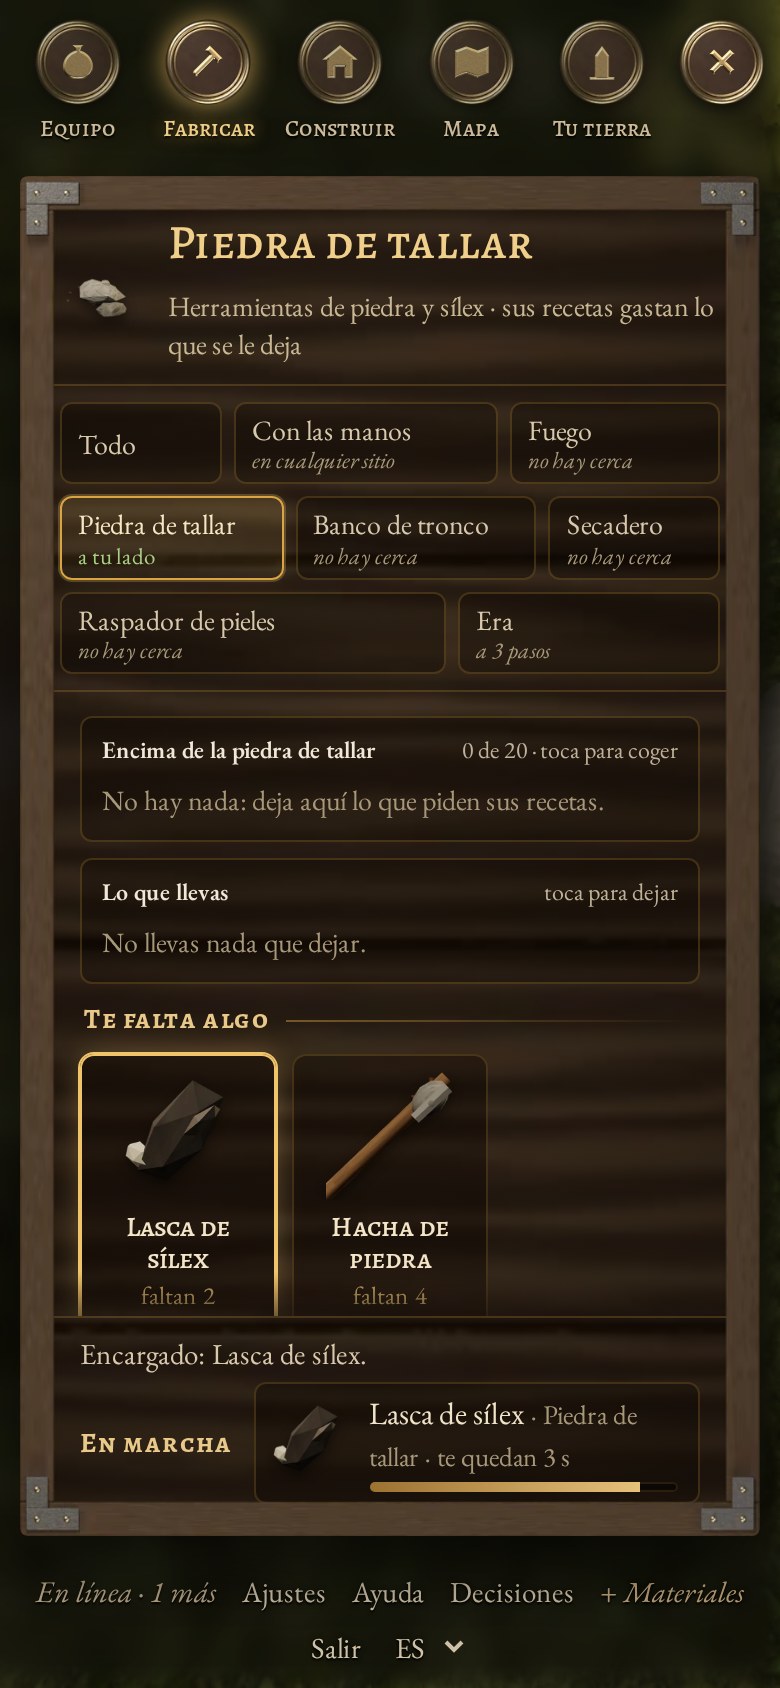 Equipo
Fabricar
Construir
Mapa
Tu tierra
Piedra de tallar
Herramientas de piedra y sílex · sus recetas gastan lo
que se le deja
Todo
Con las manos
en cualquier sitio
Fuego
no hay cerca
Piedra de tallar
a tu lado
Banco de tronco
no hay cerca
Secadero
no hay cerca
Raspador de pieles
no hay cerca
Era
a 3 pasos
Encima de la piedra de tallar
0 de 20 · toca para coger
No hay nada: deja aquí lo que piden sus recetas.
Lo que llevas
toca para dejar
No llevas nada que dejar.
Te falta algo
Lasca de
sílex
faltan 2
Hacha de
piedra
faltan 4
Encargado: Lasca de sílex.
En marcha
Lasca de sílex · Piedra de
tallar · te quedan 3 s
En línea · 1 más
Ajustes
Ayuda
Decisiones
+ Materiales
Salir
ES